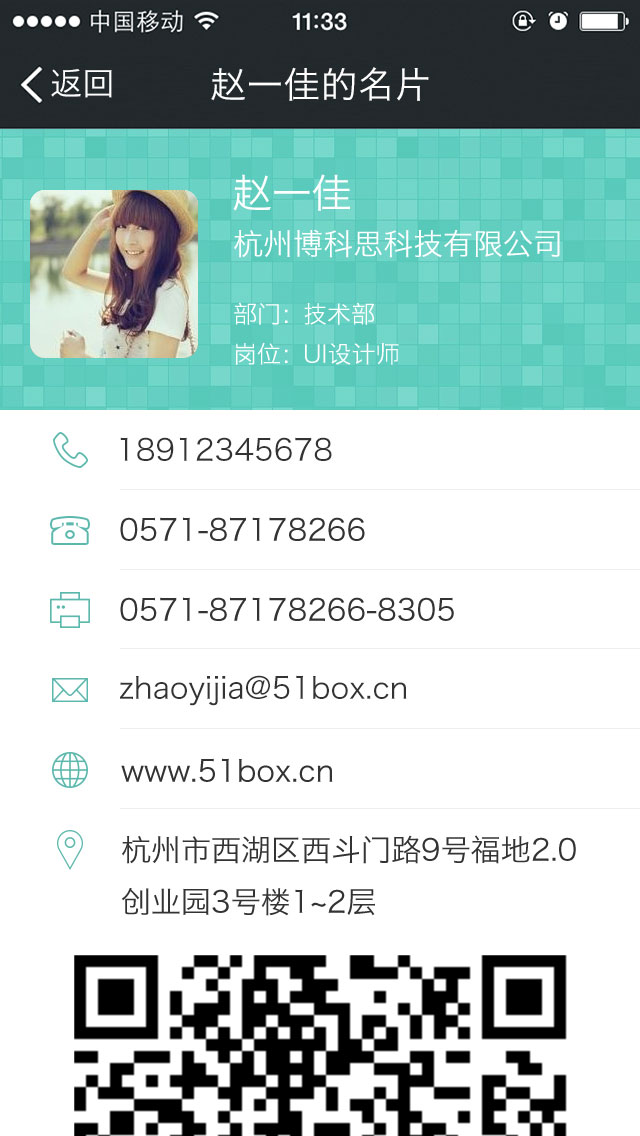 中国移动 11:33
返回 赵一佳的名片
赵一佳
杭州博科思科技有限公司
部门：技术部
岗位：UI设计师
18912345678
0571-87178266
0571-87178266-8305
zhaoyijia@51box.cn
www.51box.cn
杭州市西湖区西斗门路9号福地2.0
创业园3号楼1~2层